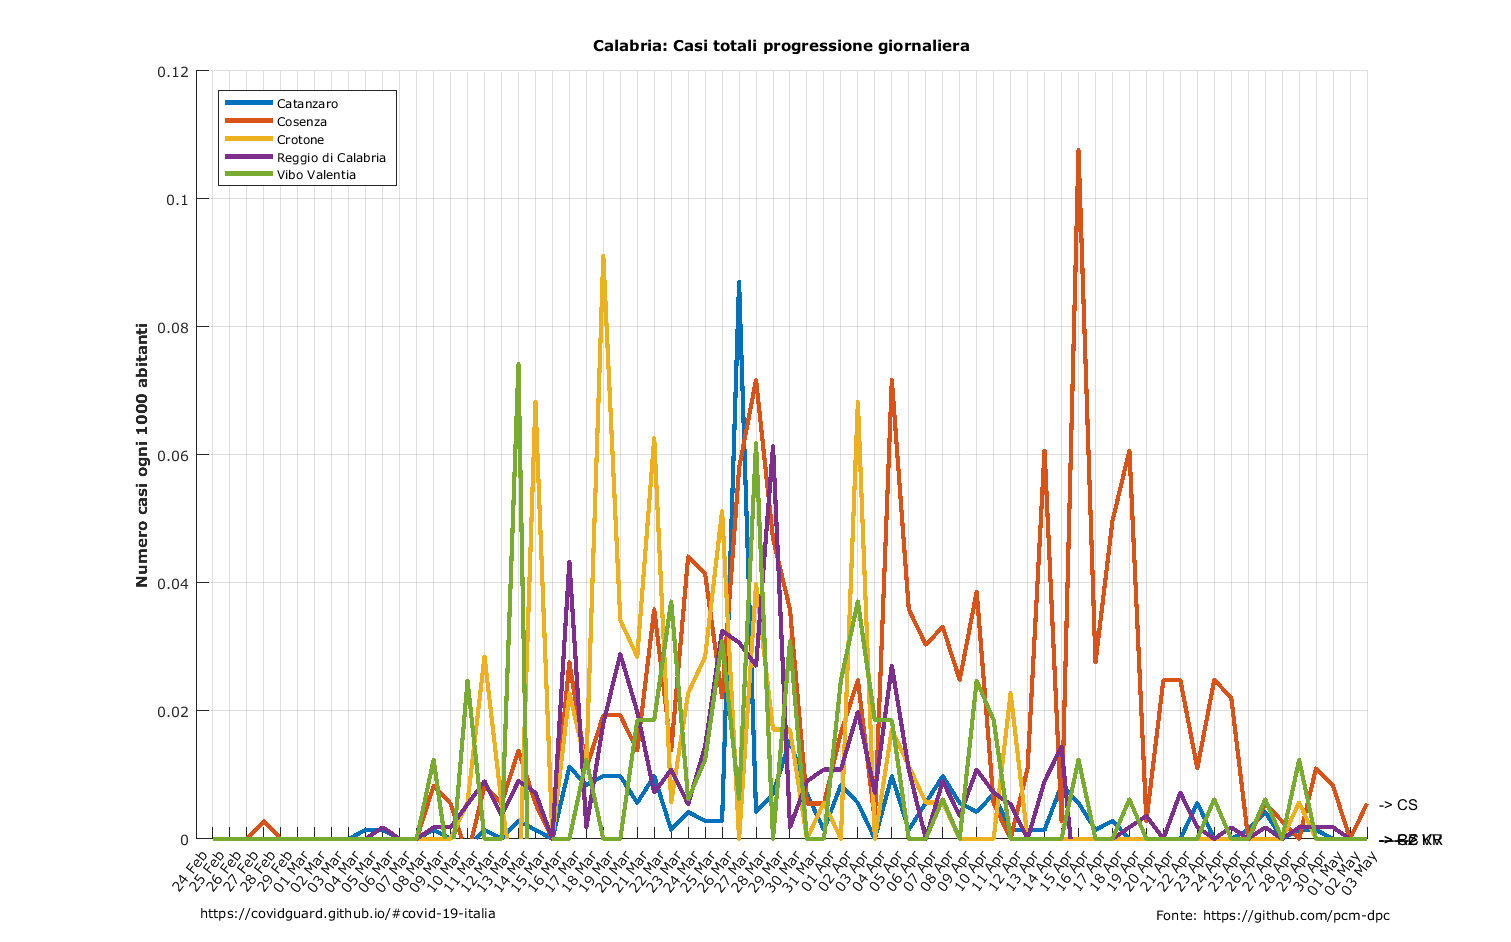 Calabria: Casi totali progressione giornaliera
Numero casi ogni 1000 abitanti
0.12
0.1
0.08
0.06
0.04
0.02
0
Catanzaro
Cosenza
Crotone
Reggio di Calabria
Vibo Valentia
24 Feb
25 Feb
26 Feb
27 Feb
28 Feb
29 Feb
01 Mar
02 Mar
03 Mar
04 Mar
05 Mar
06 Mar
07 Mar
08 Mar
09 Mar
10 Mar
11 Mar
12 Mar
13 Mar
14 Mar
15 Mar
16 Mar
17 Mar
18 Mar
19 Mar
20 Mar
21 Mar
22 Mar
23 Mar
24 Mar
25 Mar
26 Mar
27 Mar
28 Mar
29 Mar
30 Mar
31 Mar
01 Apr
02 Apr
03 Apr
04 Apr
05 Apr
06 Apr
07 Apr
08 Apr
09 Apr
10 Apr
11 Apr
12 Apr
13 Apr
14 Apr
15 Apr
16 Apr
17 Apr
18 Apr
19 Apr
20 Apr
21 Apr
22 Apr
23 Apr
24 Apr
25 Apr
26 Apr
27 Apr
28 Apr
29 Apr
30 Apr
01 May
02 May
03 May
-> CS
https://covidguard.github.io/#covid-19-italia
Fonte: https://github.com/pcm-dpc